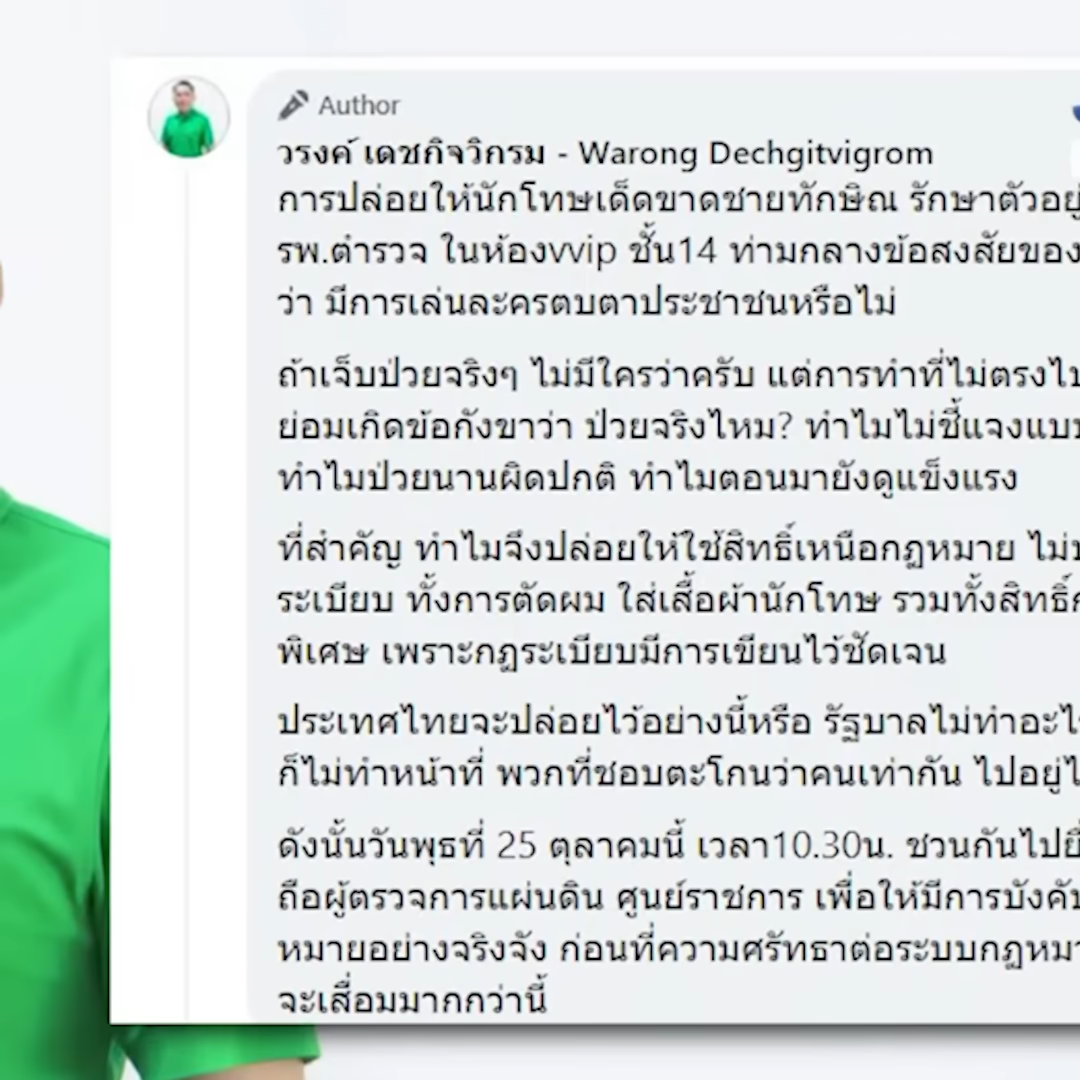 Author
วรงค์ เดชกิจวิกรม - Warong Dechgitvigrom
การปล่อยให้นักโทษเด็ดขาดชายทักษิณ รักษาตัวอยู่
รพ.ตำรวจ ในห้องvvip ชั้น14 ท่ามกลางข้อสงสัยของ
ว่า มีการเล่นละครตบตาประชาชนหรือไม่
ถ้าเจ็บป่วยจริงๆ ไม่มีใครว่าครับ แต่การทำที่ไม่ตรงไป
ย่อมเกิดข้อกังขาว่า ป่วยจริงไหม? ทำไมไม่ชี้แจงแบบ
ทำไมป่วยนานผิดปกติ ทำไมตอนมายังดูแข็งแรง
ที่สำคัญ ทำไมจึงปล่อยให้ใช้สิทธิ์เหนือกฎหมาย
ระเบียบ ทั้งการตัดผม ใส่เสื้อผ้านักโทษ รวมทั้งสิทธิ์
พิเศษ เพราะกฎระเบียบมีการเขียนไว้ชัดเจน
ประเทศไทยจะปล่อยไว้อย่างนี้หรือ รัฐบาลไม่ทำอะไร
ก็ไม่ทำหน้าที่ พวกที่ชอบตะโกนว่าคนเท่ากัน ไปอยู่
ดังนั้นวันพุธที่ 25 ตุลาคมนี้ เวลา10.30น. ชวนกันไปยื่
ถือผู้ตรวจการแผ่นดิน ศูนย์ราชการ เพื่อให้มีการบังคับ
หมายอย่างจริงจัง ก่อนที่ความศรัทธาต่อระบบกฎหมา
จะเสื่อมมากกว่านี้